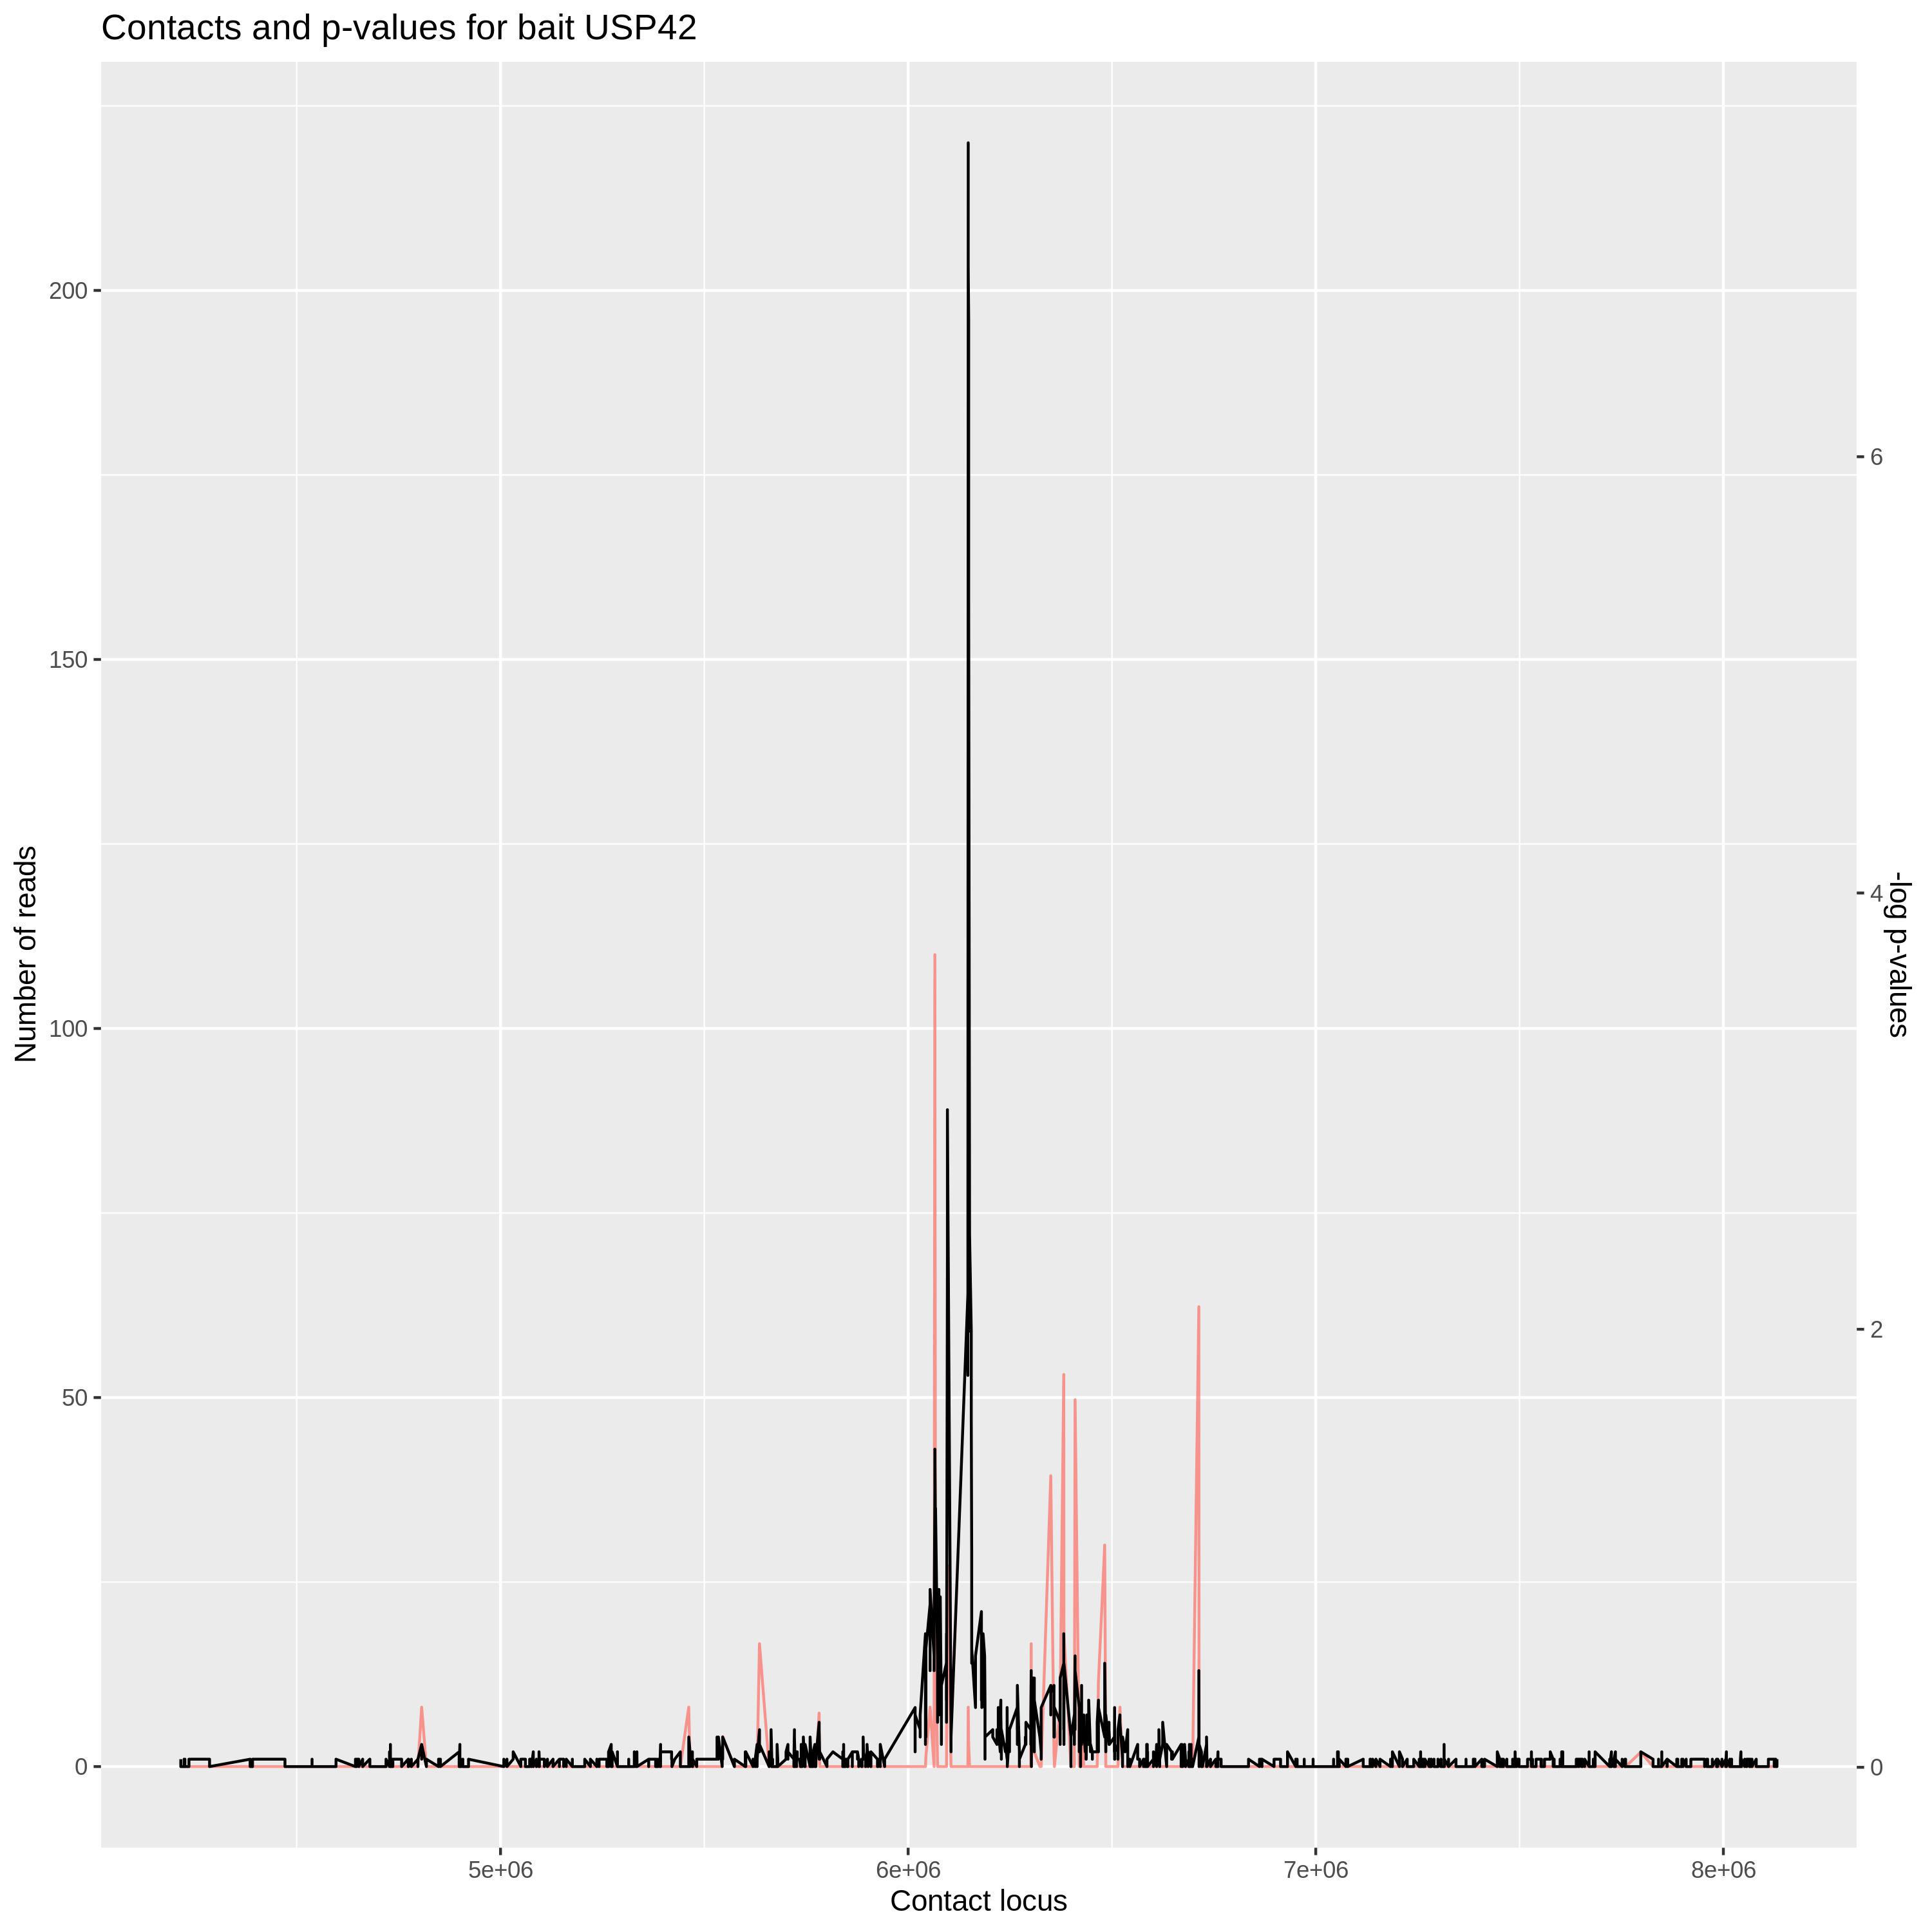 Contacts and p-values for bait USP42
Number of reads
200
150
100
50
0
6
4
2
0
-log p-values
5e+06
6e+06
7e+06
8e+06
Contact locus